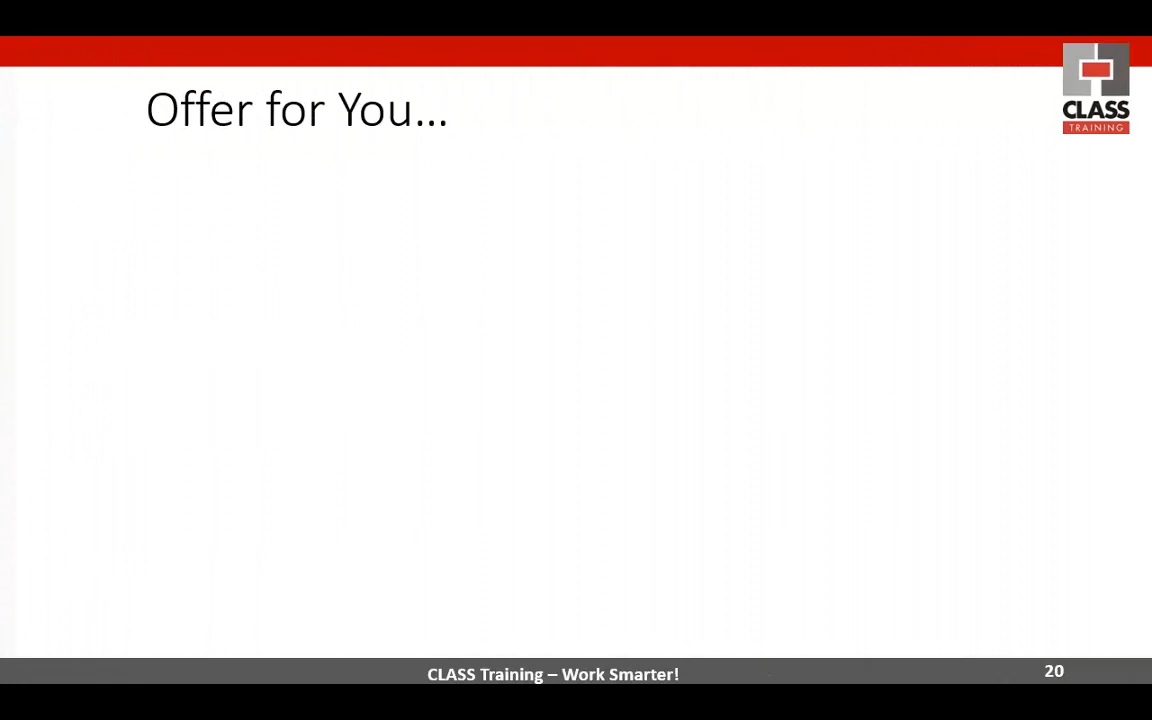 Offer for You...
CLASS
TRAINING
CLASS Training – Work Smarter!
20